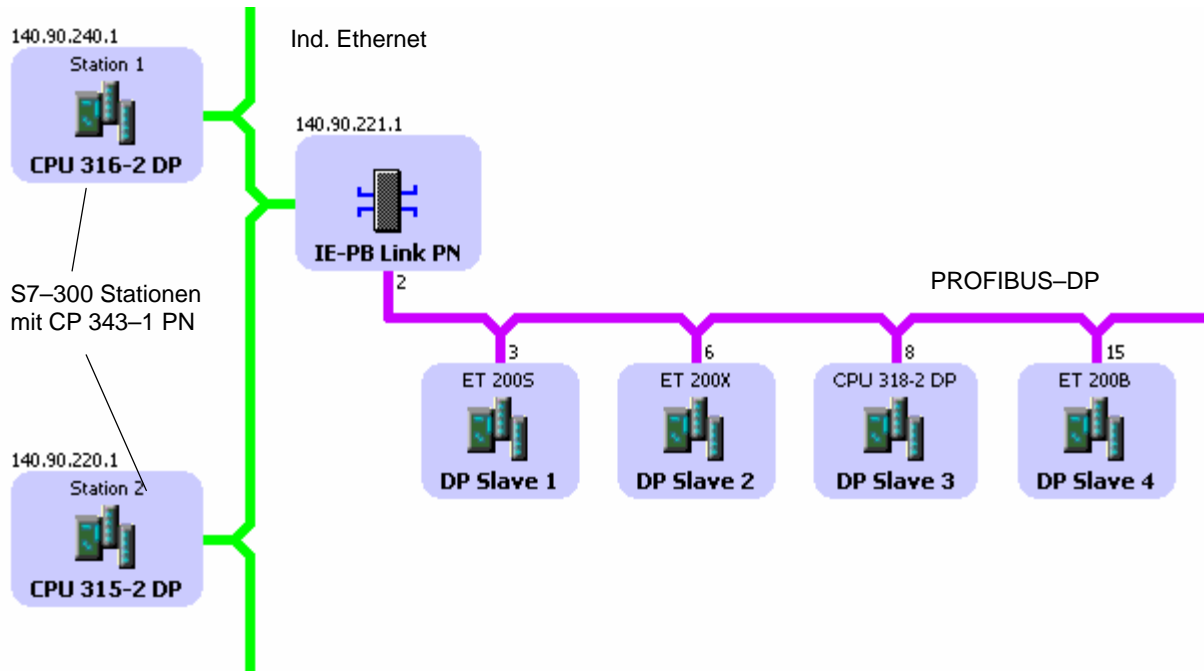 140.90.240.1
Station 1
CPU 316-2 DP
Ind. Ethernet
140.90.221.1
IE-PB Link PN
2
S7–300 Stationen
mit CP 343–1 PN
PROFIBUS–DP
3
ET 200S
DP Slave 1
6
ET 200X
DP Slave 2
8
CPU 318-2 DP
DP Slave 3
15
ET 200B
DP Slave 4
140.90.220.1
Station 2
CPU 315-2 DP